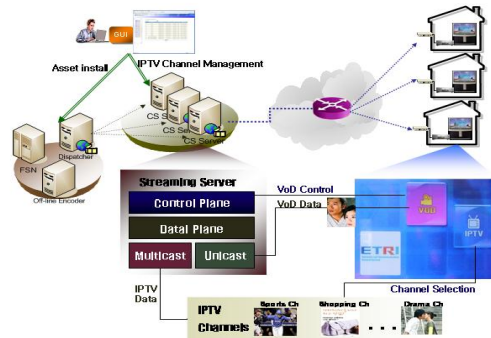 GUI
Asset install
IPTV Channel Management
CS Se
CS Se
CS Server
FSN
Dispatcher
Off-line Encoder
Streaming Server
Control Plane
Data Plane
Multicast
Unicast
VoD Control
VoD Data
VOD
IPTV
ETRI
IPTV
Data
Channel Selection
IPTV
Channels
Sports Ch
Shopping Ch
Drama Ch
. . .